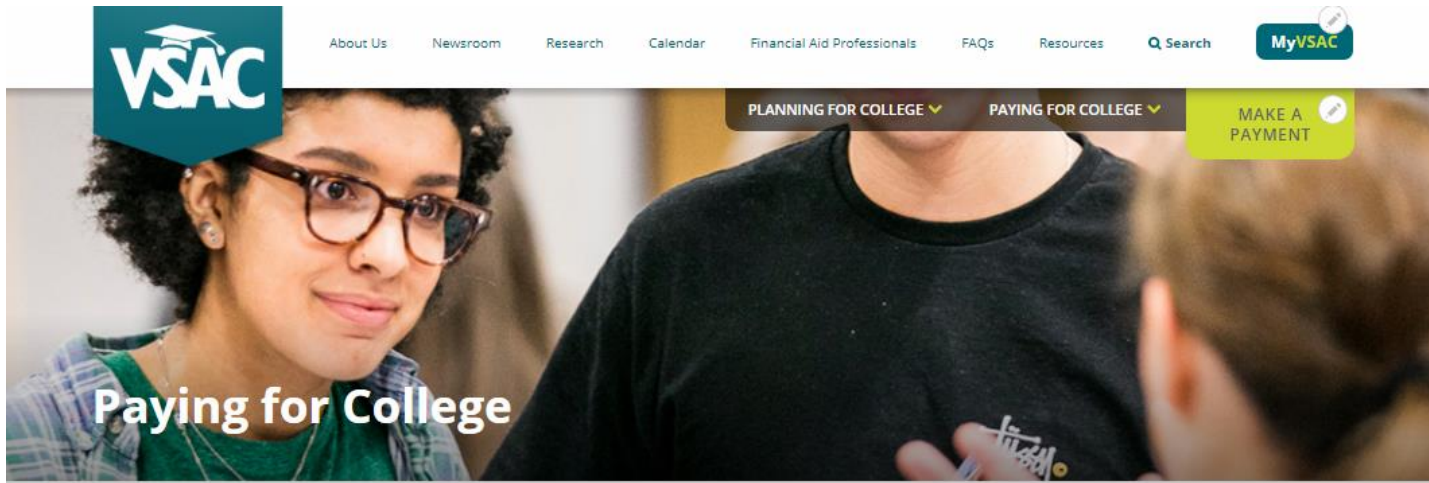 VSAC
About Us Newsroom Research Calendar Financial Aid Professionals FAQs Resources Search MyVSAC
PLANNING FOR COLLEGE PAYING FOR COLLEGE
MAKE A
PAYMENT
Paying for College
Stüssy